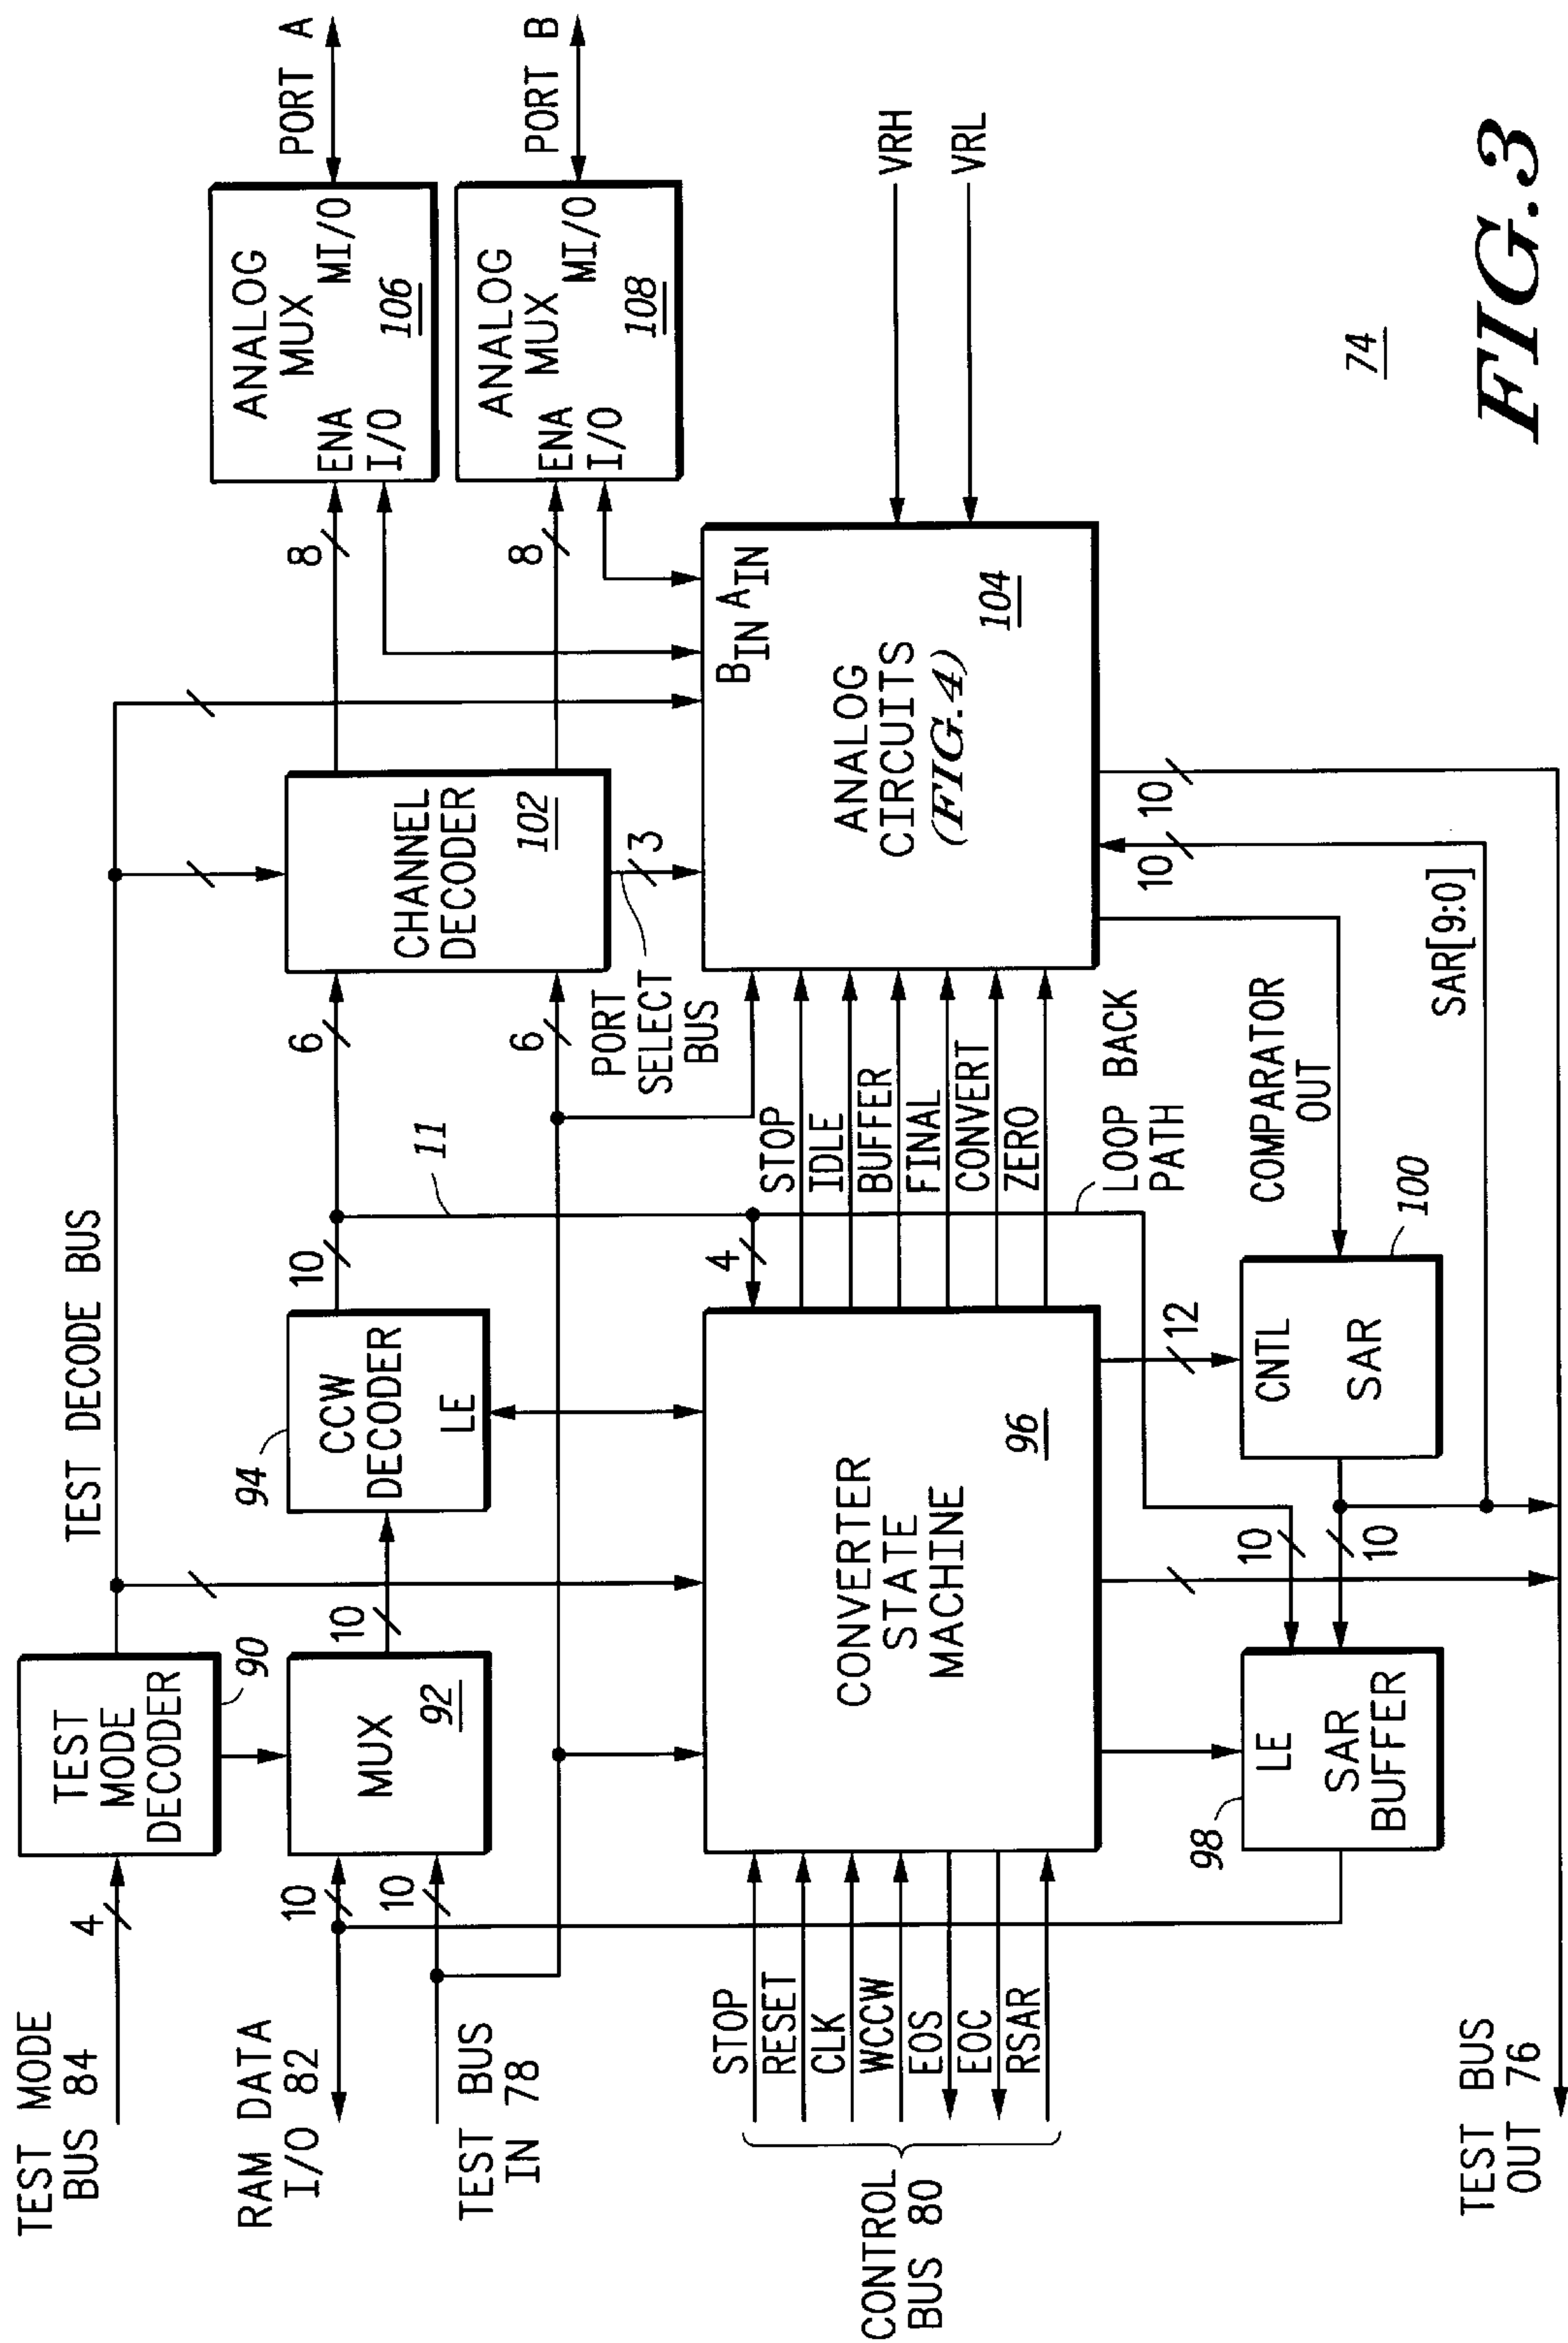 TEST MODE
BUS 84
4
TEST
MODE
DECODER
90
TEST DECODE BUS
RAM DATA
I/O 82
10
TEST BUS
IN 78
10
MUX
92
10
94
CCW
DECODER
LE
10
11
6
6
CHANNEL
DECODER
102
PORT
SELECT
BUS
3
8
8
ANALOG
MUX
ENA
I/O
MI/O
106
PORT A
ANALOG
MUX
ENA
I/O
MI/O
108
PORT B
CONTROL
BUS 80
STOP
RESET
CLK
WCCW
EOS
EOC
RSAR
CONVERTER
STATE
MACHINE
96
4
STOP
IDLE
BUFFER
FINAL
CONVERT
ZERO
LOOP BACK
PATH
BIN AIN
ANALOG
CIRCUITS
(FIG.4)
104
VRH
VRL
98
LE
SAR
BUFFER
10
10
12
CNTL
SAR
100
COMPARATOR
OUT
SAR[9:0]
10
10
TEST BUS
OUT 76
74
FIG.3